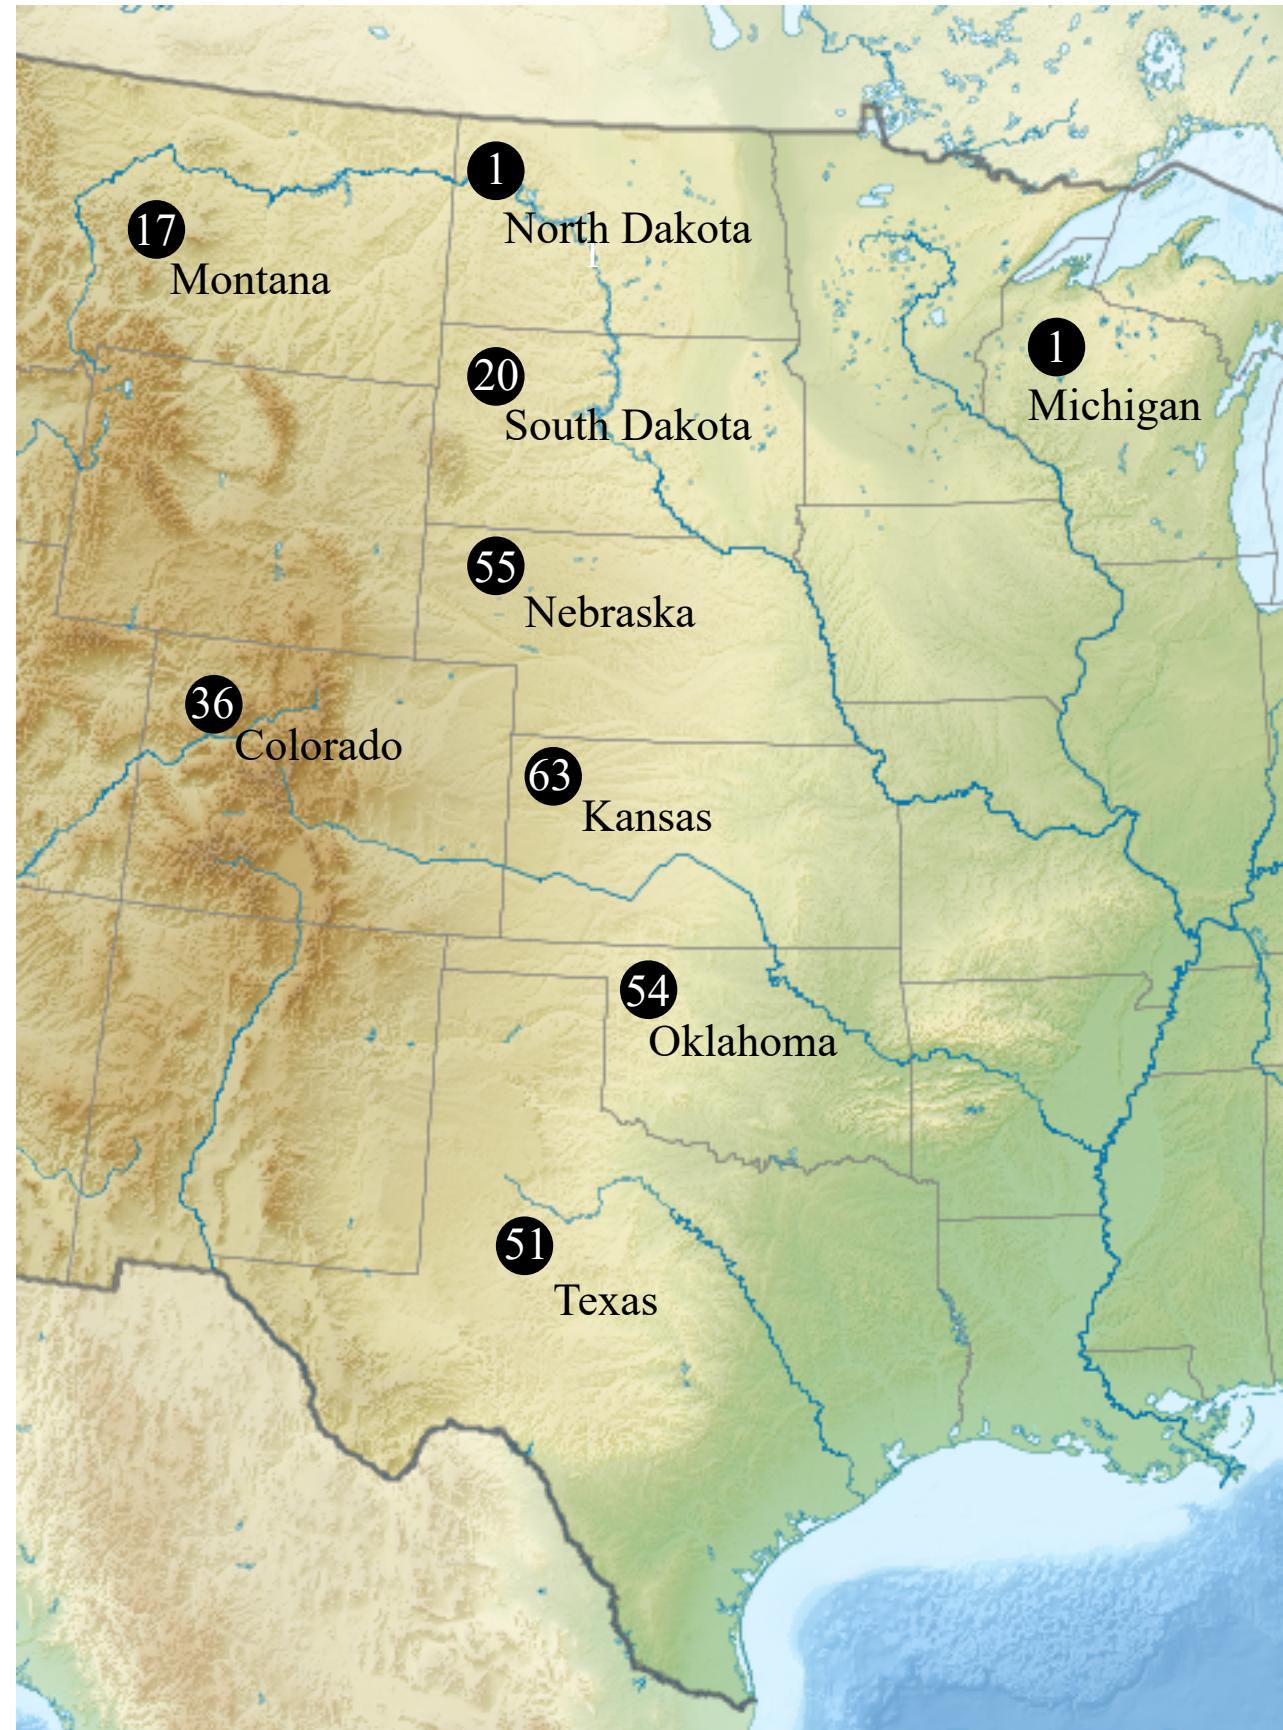 1
North Dakota
1
17
Montana
1
Michigan
20
South Dakota
55
Nebraska
36
Colorado
63
Kansas
54
Oklahoma
51
Texas